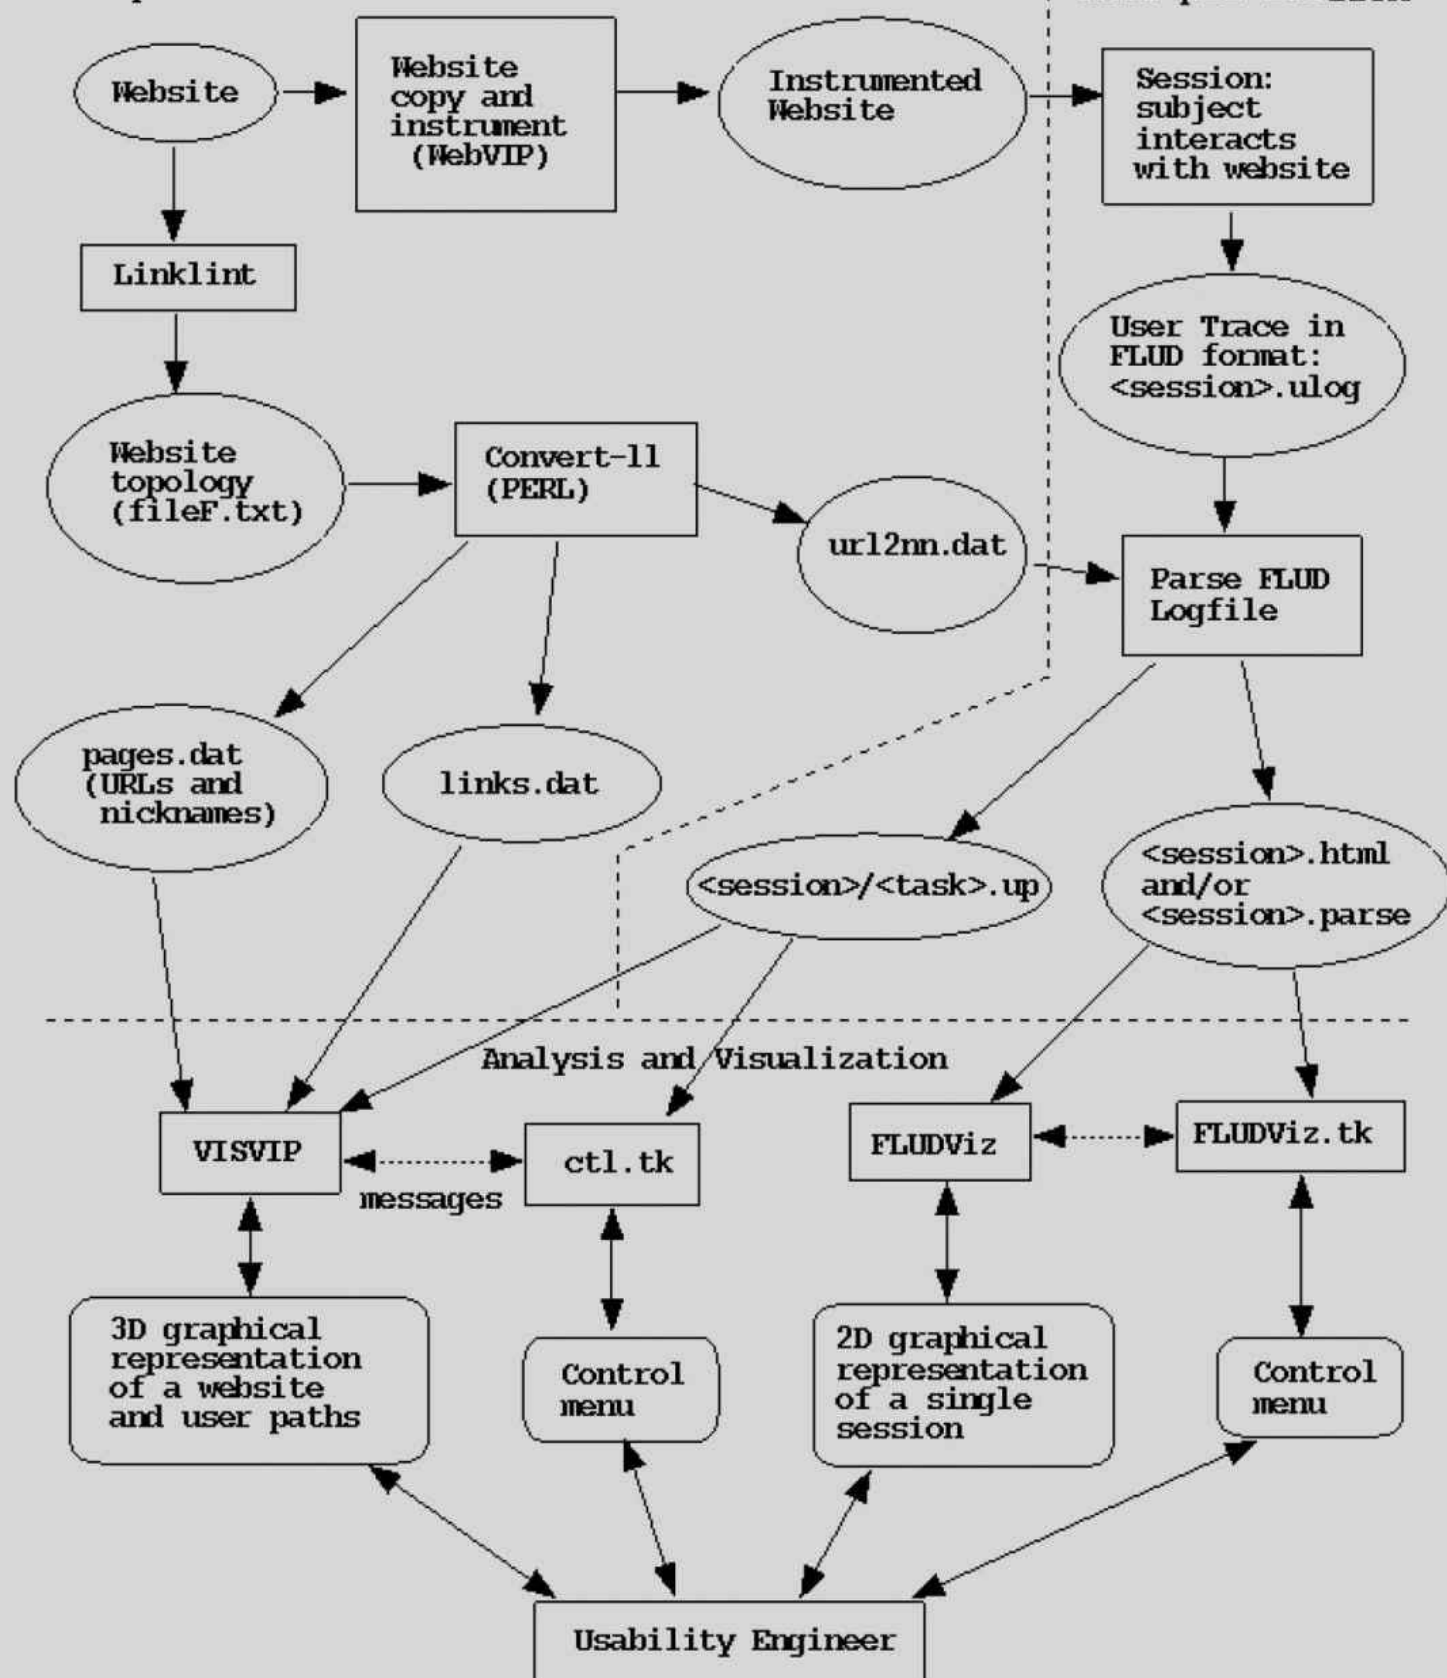 Website
Website
copy and
instrument
(WebVIP)
Instrumented
Website
Session:
subject
interacts
with website
Linklint
User Trace in
FLUD format:
<session>.ulog
Website
topology
(fileF.txt)
Convert-ll
(PERL)
url2nn.dat
Parse FLUD
Logfile
pages.dat
(URLs and
nicknames)
links.dat
<session>/<task>.up
<session>.html
and/or
<session>.parse
Analysis and Visualization
VISVIP
messages
ctl.tk
FLUDViz
FLUDViz.tk
3D graphical
representation
of a website
and user paths
Control
menu
2D graphical
representation
of a single
session
Control
menu
Usability Engineer